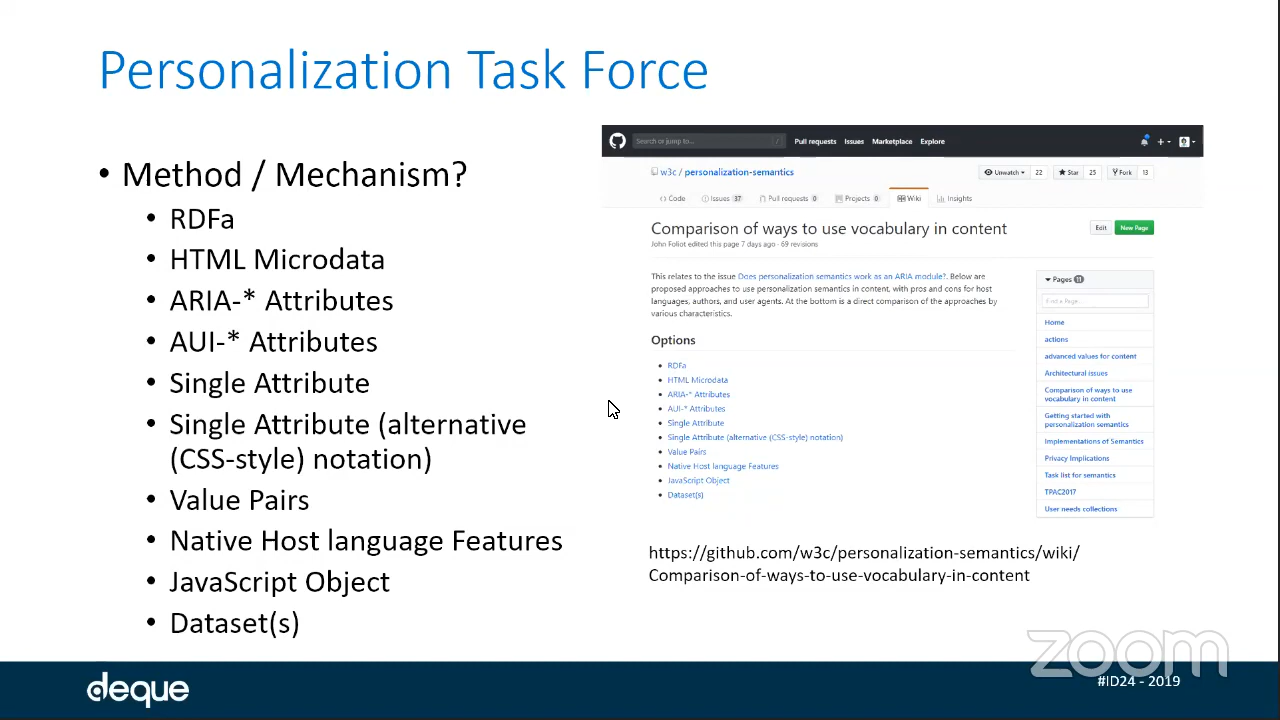 Personalization Task Force
• Method / Mechanism?
• RDFa
• HTML Microdata
• ARIA-* Attributes
• AUI-* Attributes
• Single Attribute
• Single Attribute (alternative
(CSS-style) notation)
• Value Pairs
• Native Host language Features
• JavaScript Object
• Dataset(s)
Search or jump to... / Pull requests Issues Marketplace Explore
w3c / personalization-semantics Unwatch 22 Star 25 Fork 13
Code Issues 37 Pull requests 0 Projects 0 Wiki Insights
Comparison of ways to use vocabulary in content Edit New Page
John Foliot edited this page 7 days ago · 69 revisions
This relates to the issue Does personalization semantics work as an ARIA module?. Below are
proposed approaches to use personalization semantics in content, with pros and cons for host
languages, authors, and user agents. At the bottom is a direct comparison of the approaches by
various characteristics.
Options
• RDFa
• HTML Microdata
• ARIA-* Attributes
• AUI-* Attributes
• Single Attribute
• Single Attribute (alternative (CSS-style) notation)
• Value Pairs
• Native Host language Features
• JavaScript Object
• Dataset(s)
Pages 11
Find a Page...
Home
actions
advanced values for content
Architectural issues
Comparison of ways to use
vocabulary in content
Getting started with
personalization semantics
Implementations of Semantics
Privacy Implications
Task list for semantics
TPAC2017
User needs collections
https://github.com/w3c/personalization-semantics/wiki/
Comparison-of-ways-to-use-vocabulary-in-content
zoom
deque
#ID24 - 2019